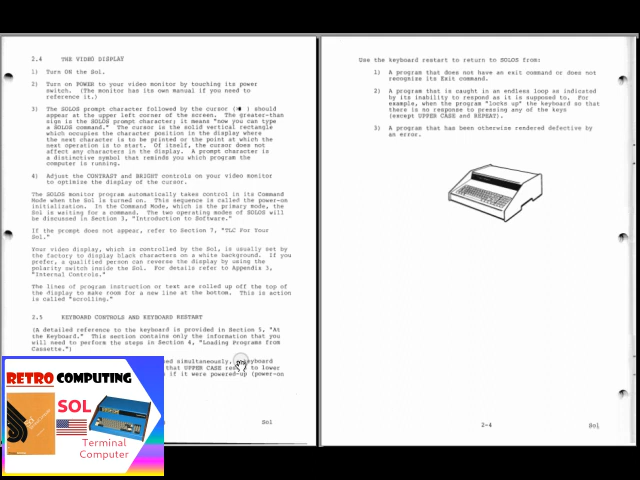 2.4 THE VIDEO DISPLAY
1) Turn ON the Sol.
2) Turn on POWER to your video monitor by touching its power
switch. (The monitor has its own manual if you need to
reference it.)
3) The SOLOS prompt character followed by the cursor (>■ ) should
appear at the upper left corner of the screen. The greater-than
sign is the SOLOS prompt character; it means "now you can type
a SOLOS command." The cursor is the solid vertical rectangle
which occupies the character position in the display where
the next character is to be printed or the point at which the
next operation is to start. Of itself, the cursor does not
affect any characters in the display. A prompt character is
a distinctive symbol that reminds you which program the
computer is running.
4) Adjust the CONTRAST and BRIGHT controls on your video monitor
to optimize the display of the cursor.
The SOLOS monitor program automatically takes control in its Command
Mode when the Sol is turned on. This sequence is called the power-on
initialization. In the Command Mode, which is the primary mode, the
Sol is waiting for a command. The two operating modes of SOLOS will
be discussed in Section 3, "Introduction to Software."
If the prompt does not appear, refer to Section 7, "TLC For Your
Sol."
Your video display, which is controlled by the Sol, is usually set by
the factory to display black characters on a white background. If you
prefer, a qualified person can reverse the display by using the
polarity switch inside the Sol. For details refer to Appendix 3,
"Internal Controls."
The lines of program instruction or text are rolled up off the top of
the display to make room for a new line at the bottom. This action is
called "scrolling."
2.5 KEYBOARD CONTROLS AND KEYBOARD RESTART
(A detailed reference to the keyboard is provided in Section 5, "At
the Keyboard." This section contains only the information that you
will need to perform the steps in Section 4, "Loading Programs from
Cassette.")
ed simultaneously, keyboard
that UPPER CASE to lower
if it were powered-up (power-on
Sol
Use the keyboard restart to return to SOLOS from:
1) A program that does not have an exit command or does not
recognize its Exit command.
2) A program that is caught in an endless loop as indicated
by its inability to respond as it is supposed to. For
example, when the program "locks up" the keyboard so that
there is no response to pressing any of the keys
(except UPPER CASE and REPEAT).
3) A program that has been otherwise rendered defective by
an error.
2-4 Sol
RETRO COMPUTING
SOL
Terminal
Computer